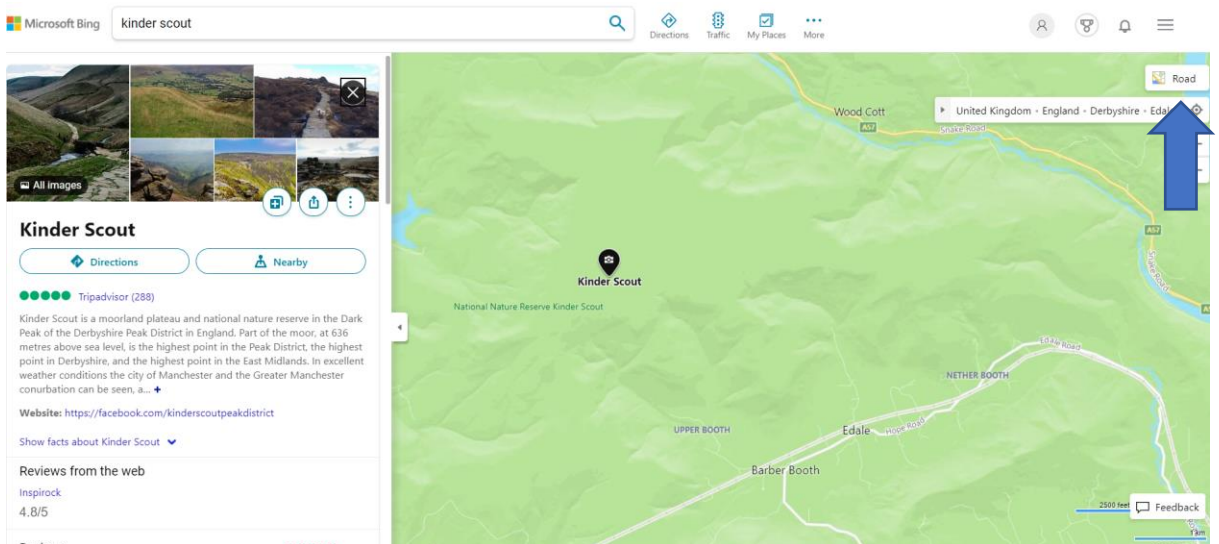 Microsoft Bing
kinder scout
Directions
Traffic
My Places
More
All images
Kinder Scout
Directions
Nearby
Tripadvisor (288)
Kinder Scout is a moorland plateau and national nature reserve in the Dark
Peak of the Derbyshire Peak District in England. Part of the moor, at 636
metres above sea level, is the highest point in the Peak District, the highest
point in Derbyshire, and the highest point in the East Midlands. In excellent
weather conditions the city of Manchester and the Greater Manchester
conurbation can be seen, a... +
Website: https://facebook.com/kinderscoutpeakdistrict
Show facts about Kinder Scout
Reviews from the web
Inspirock
4.8/5
Road
United Kingdom · England · Derbyshire
Wood Cott
A57
Snake Road
A57
Snake Road
Kinder Scout
National Nature Reserve Kinder Scout
Edale Road
NETHER BOOTH
UPPER BOOTH
Edale
Hope Road
Barber Booth
2500 feet
Feedback
1 km